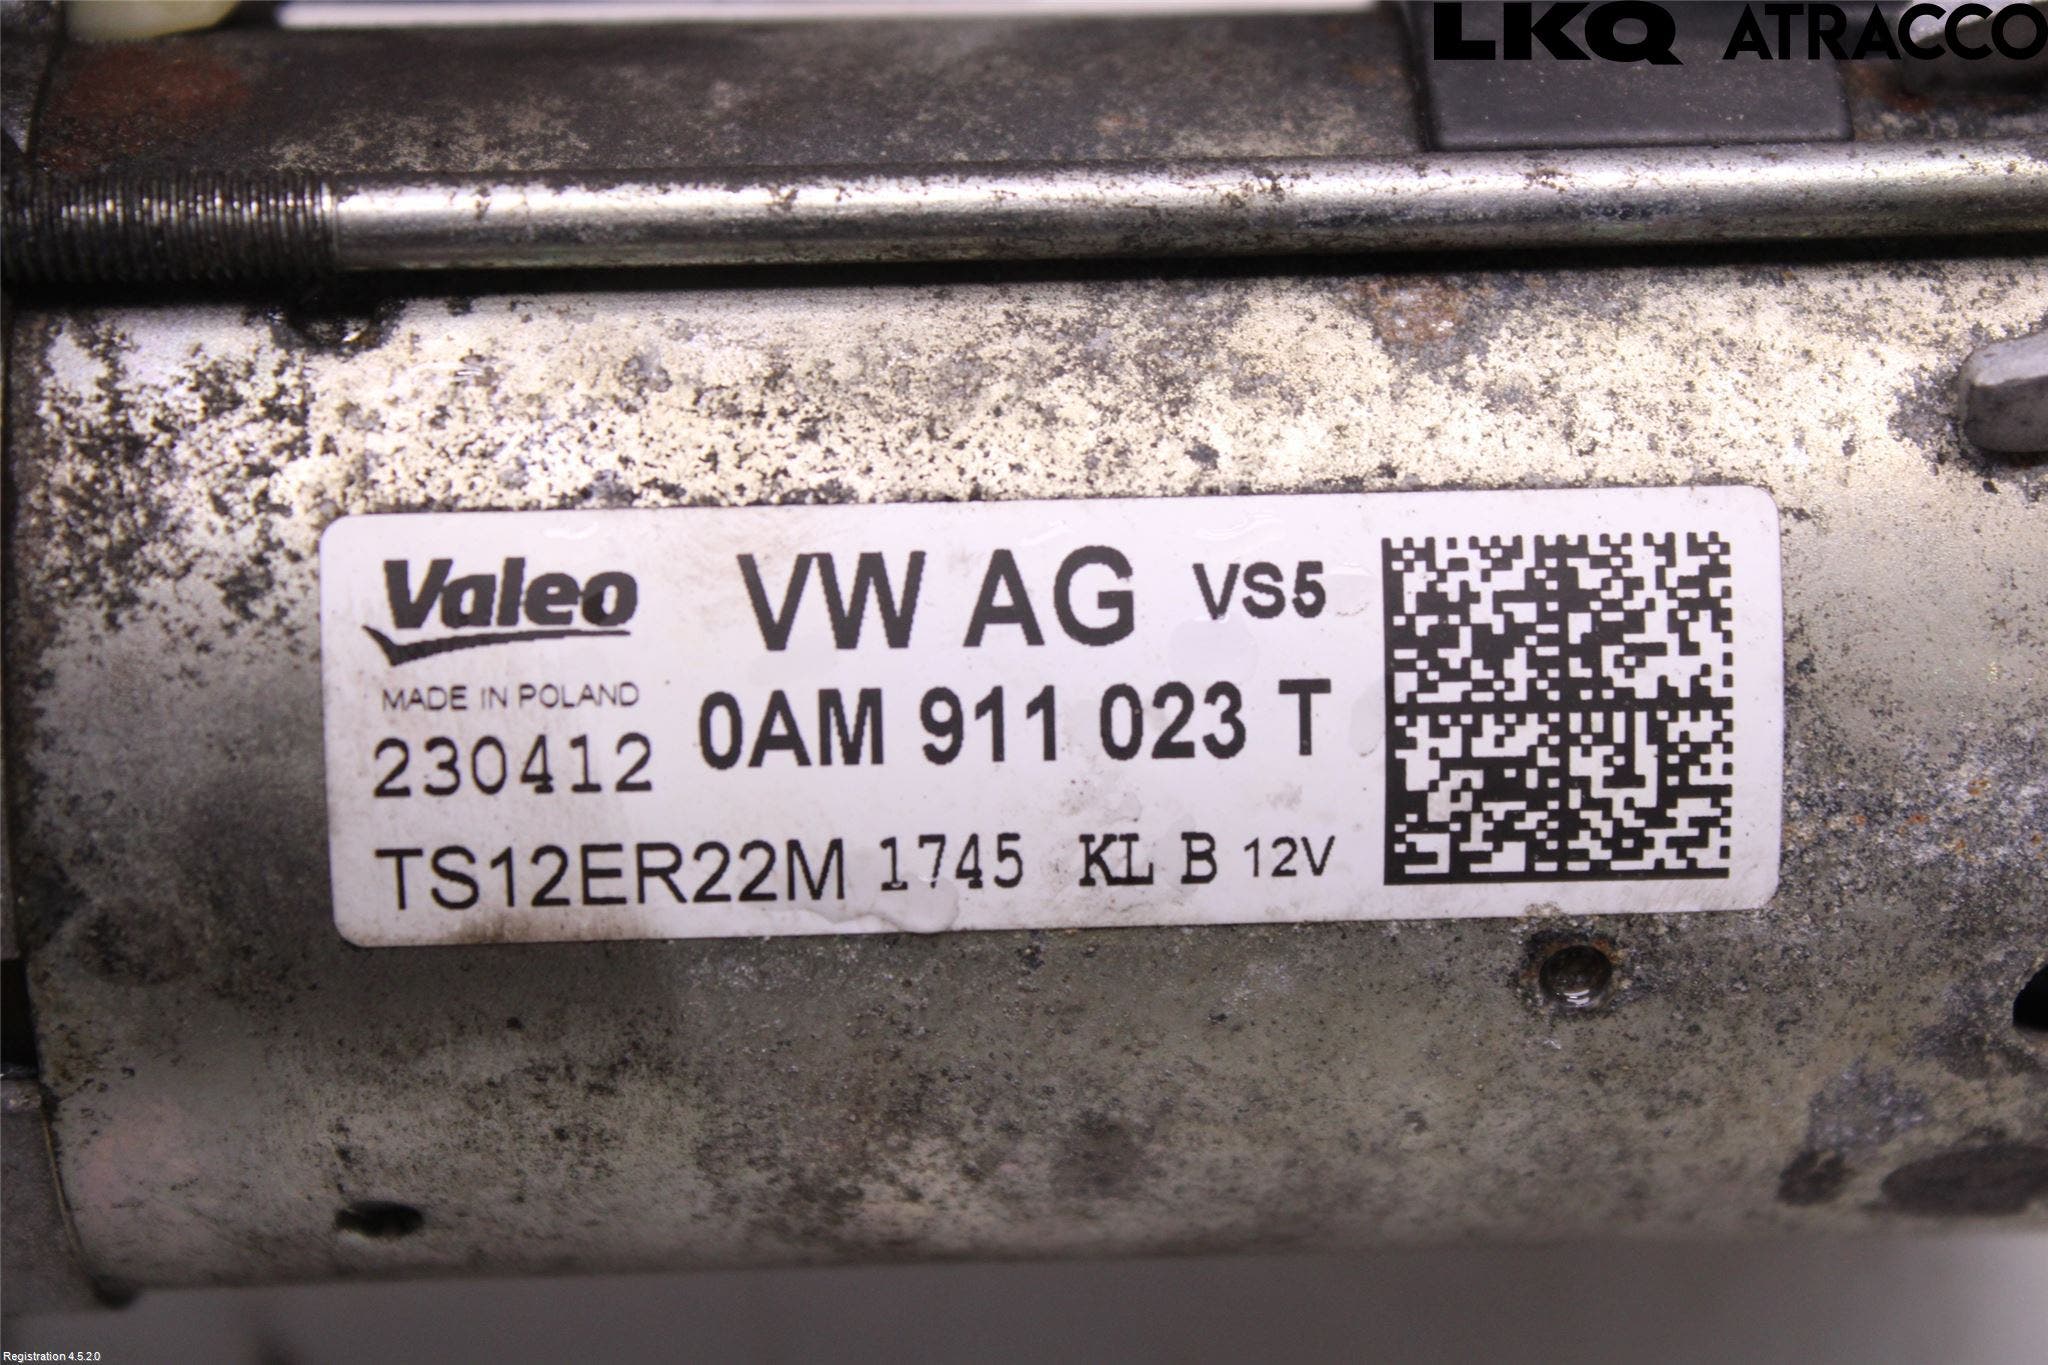 LKQ ATRACCO
Valeo VW AG VS5
MADE IN POLAND
230412 0AM 911 023 T
TS12ER22M 1745 KL B 12V
Registration 4.5.2.0